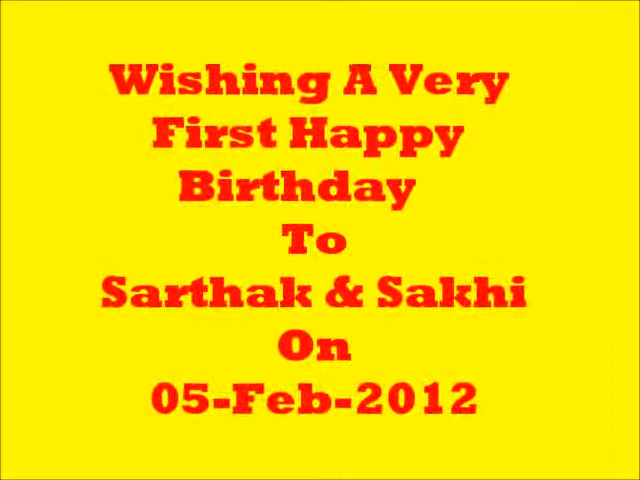 Wishing A Very
First Happy
Birthday
To
Sarthak & Sakhi
On
05-Feb-2012